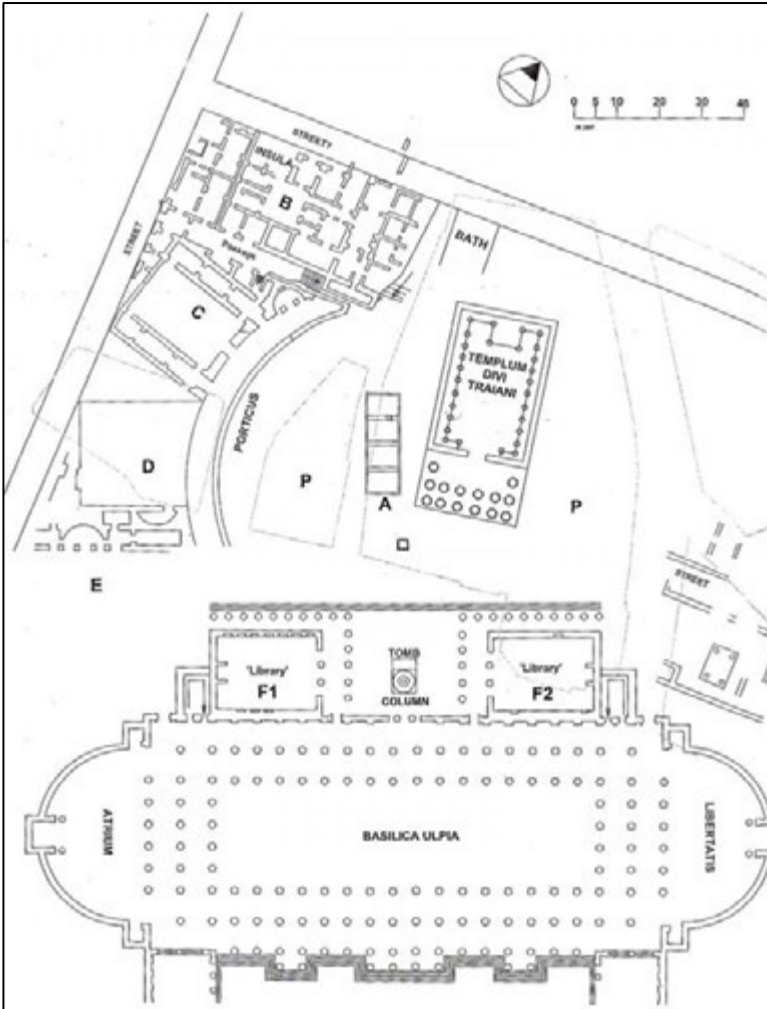 0 5 10 20 30 40
STREET?
INSULA
B
BATH
STREET
Passage
C
TEMPLUM
DIVI
TRAIANI
PORTICUS
D
P
A
P
E
STREET
TOMB
'Library'
F1
'Library'
F2
COLUMN
ATRIUM
BASILICA ULPIA
LIBERTATIS